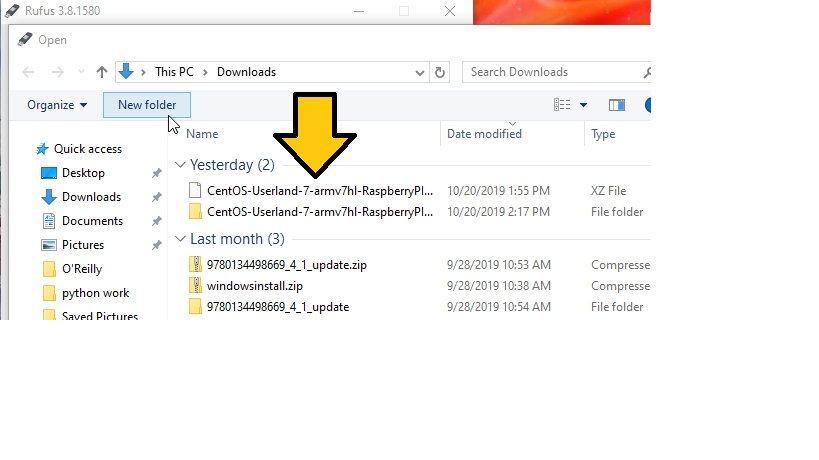 Rufus 3.8.1580
Open
This PC > Downloads
Search Downloads
Organize
New folder
Name
Date modified
Type
Quick access
Desktop
Downloads
Documents
Pictures
O'Reilly
python work
Saved Pictures
Yesterday (2)
CentOS-Userland-7-armv7hl-RaspberryPI... 10/20/2019 1:55 PM XZ File
CentOS-Userland-7-armv7hl-RaspberryPI... 10/20/2019 2:17 PM File folder
Last month (3)
9780134498669_4_1_update.zip 9/28/2019 10:53 AM Compresse
windowsinstall.zip 9/28/2019 10:38 AM Compresse
9780134498669_4_1_update 9/28/2019 10:54 AM File folder